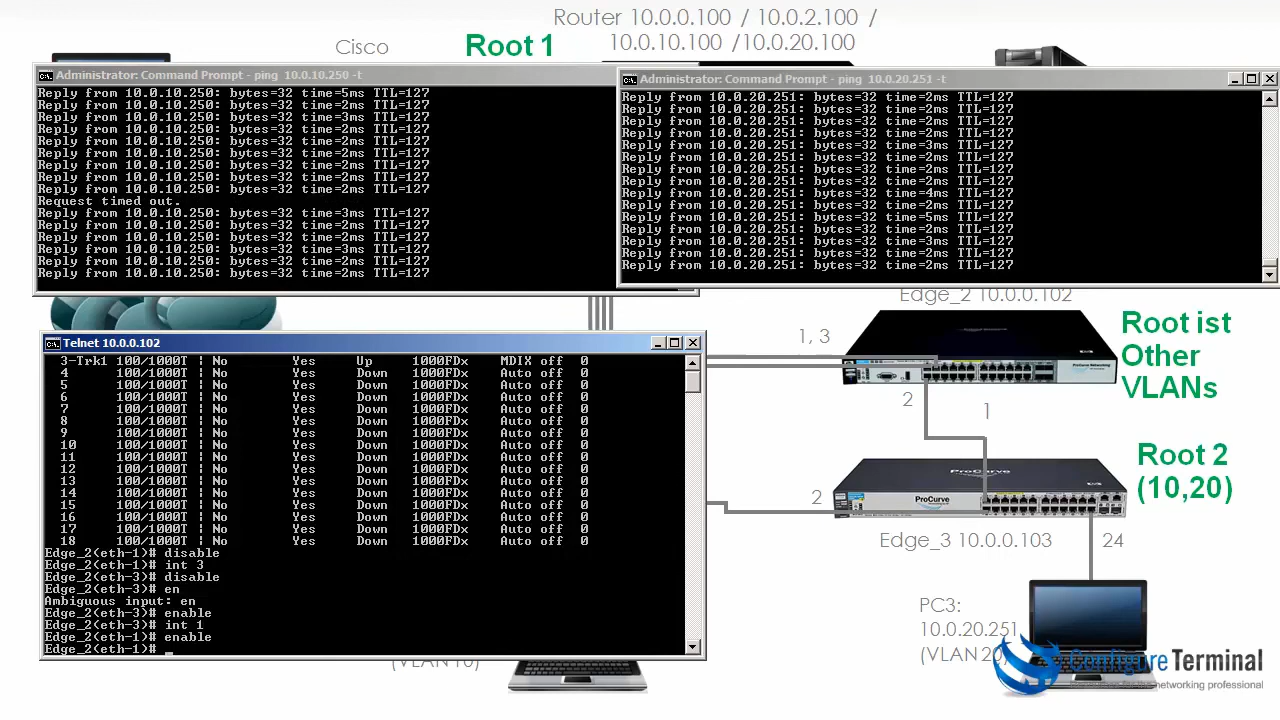 Router 10.0.0.100 / 10.0.2.100 /
10.0.10.100 /10.0.20.100
Cisco
Root 1
Administrator: Command Prompt - ping 10.0.10.250 -t
Reply from 10.0.10.250: bytes=32 time=5ms TTL=127
Reply from 10.0.10.250: bytes=32 time=2ms TTL=127
Reply from 10.0.10.250: bytes=32 time=3ms TTL=127
Reply from 10.0.10.250: bytes=32 time=2ms TTL=127
Reply from 10.0.10.250: bytes=32 time=2ms TTL=127
Reply from 10.0.10.250: bytes=32 time=2ms TTL=127
Reply from 10.0.10.250: bytes=32 time=2ms TTL=127
Reply from 10.0.10.250: bytes=32 time=2ms TTL=127
Reply from 10.0.10.250: bytes=32 time=2ms TTL=127
Request timed out.
Reply from 10.0.10.250: bytes=32 time=3ms TTL=127
Reply from 10.0.10.250: bytes=32 time=2ms TTL=127
Reply from 10.0.10.250: bytes=32 time=2ms TTL=127
Reply from 10.0.10.250: bytes=32 time=3ms TTL=127
Reply from 10.0.10.250: bytes=32 time=2ms TTL=127
Reply from 10.0.10.250: bytes=32 time=2ms TTL=127
Administrator: Command Prompt - ping 10.0.20.251 -t
Reply from 10.0.20.251: bytes=32 time=2ms TTL=127
Reply from 10.0.20.251: bytes=32 time=2ms TTL=127
Reply from 10.0.20.251: bytes=32 time=2ms TTL=127
Reply from 10.0.20.251: bytes=32 time=2ms TTL=127
Reply from 10.0.20.251: bytes=32 time=3ms TTL=127
Reply from 10.0.20.251: bytes=32 time=2ms TTL=127
Reply from 10.0.20.251: bytes=32 time=2ms TTL=127
Reply from 10.0.20.251: bytes=32 time=2ms TTL=127
Reply from 10.0.20.251: bytes=32 time=4ms TTL=127
Reply from 10.0.20.251: bytes=32 time=2ms TTL=127
Reply from 10.0.20.251: bytes=32 time=5ms TTL=127
Reply from 10.0.20.251: bytes=32 time=2ms TTL=127
Reply from 10.0.20.251: bytes=32 time=3ms TTL=127
Reply from 10.0.20.251: bytes=32 time=2ms TTL=127
Reply from 10.0.20.251: bytes=32 time=2ms TTL=127
Edge_2 10.0.0.102
1, 3
Root ist
Other
VLANs
2
1
Telnet 10.0.0.102
3-Trk1 100/1000T | No Yes Up 1000FDx MDIX off 0
4 100/1000T | No Yes Down 1000FDx Auto off 0
5 100/1000T | No Yes Down 1000FDx Auto off 0
6 100/1000T | No Yes Down 1000FDx Auto off 0
7 100/1000T | No Yes Down 1000FDx Auto off 0
8 100/1000T | No Yes Down 1000FDx Auto off 0
9 100/1000T | No Yes Down 1000FDx Auto off 0
10 100/1000T | No Yes Down 1000FDx Auto off 0
11 100/1000T | No Yes Down 1000FDx Auto off 0
12 100/1000T | No Yes Down 1000FDx Auto off 0
13 100/1000T | No Yes Down 1000FDx Auto off 0
14 100/1000T | No Yes Down 1000FDx Auto off 0
15 100/1000T | No Yes Down 1000FDx Auto off 0
16 100/1000T | No Yes Down 1000FDx Auto off 0
17 100/1000T | No Yes Down 1000FDx Auto off 0
18 100/1000T | No Yes Down 1000FDx Auto off 0
Edge_2(eth-1)# disable
Edge_2(eth-1)# int 3
Edge_2(eth-3)# disable
Edge_2(eth-3)# en
Ambiguous input: en
Edge_2(eth-3)# enable
Edge_2(eth-3)# int 1
Edge_2(eth-1)# enable
Edge_2(eth-1)# _
Root 2
(10,20)
2
ProCurve
ProCurve
Edge_3 10.0.0.103
24
PC3:
10.0.20.251
(VLAN 20)
(VLAN 10)
ConfigureTerminal
for the networking professional